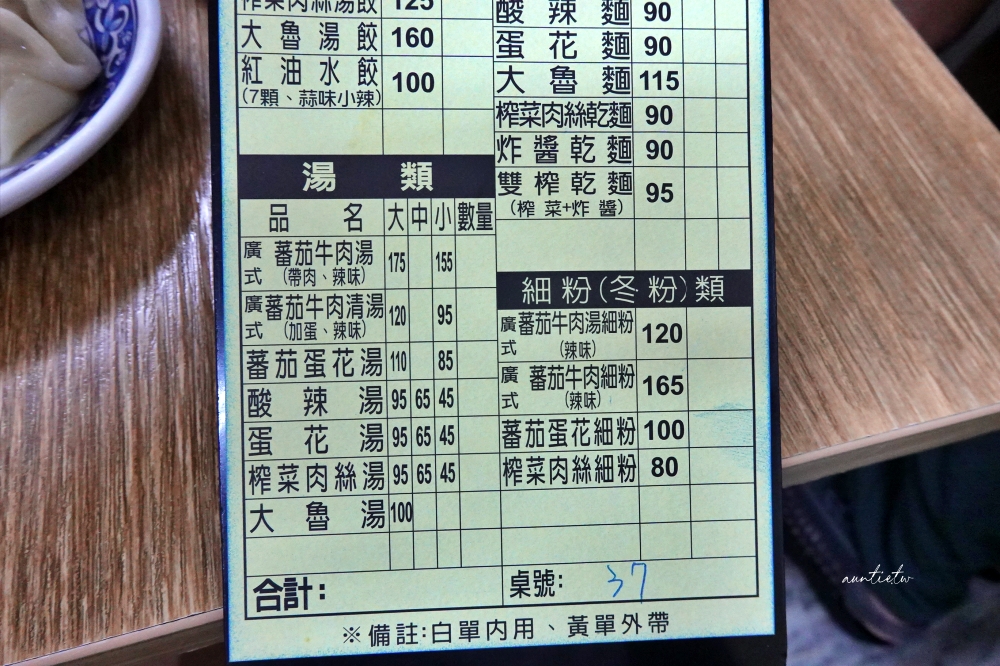 榨菜肉絲湯餃 125
大魯湯餃 160
紅油水餃 100
(7顆、蒜味小辣)
湯類
品名 大 中 小 數量
廣式 蕃茄牛肉湯 175 155
(帶肉、辣味)
廣式 蕃茄牛肉清湯 120 95
(加蛋、辣味)
蕃茄蛋花湯 110 85
酸辣湯 95 65 45
蛋花湯 95 65 45
榨菜肉絲湯 95 65 45
大魯湯 100
合計:
酸辣麵 90
蛋花麵 90
大魯麵 115
榨菜肉絲乾麵 90
炸醬乾麵 90
雙榨乾麵 95
(榨菜+炸醬)
細粉(冬粉)類
廣式 蕃茄牛肉湯細粉 120
(辣味)
廣式 蕃茄牛肉細粉 165
(辣味)
蕃茄蛋花細粉 100
榨菜肉絲細粉 80
桌號: 37
※備註:白單內用、黃單外帶
auntietw